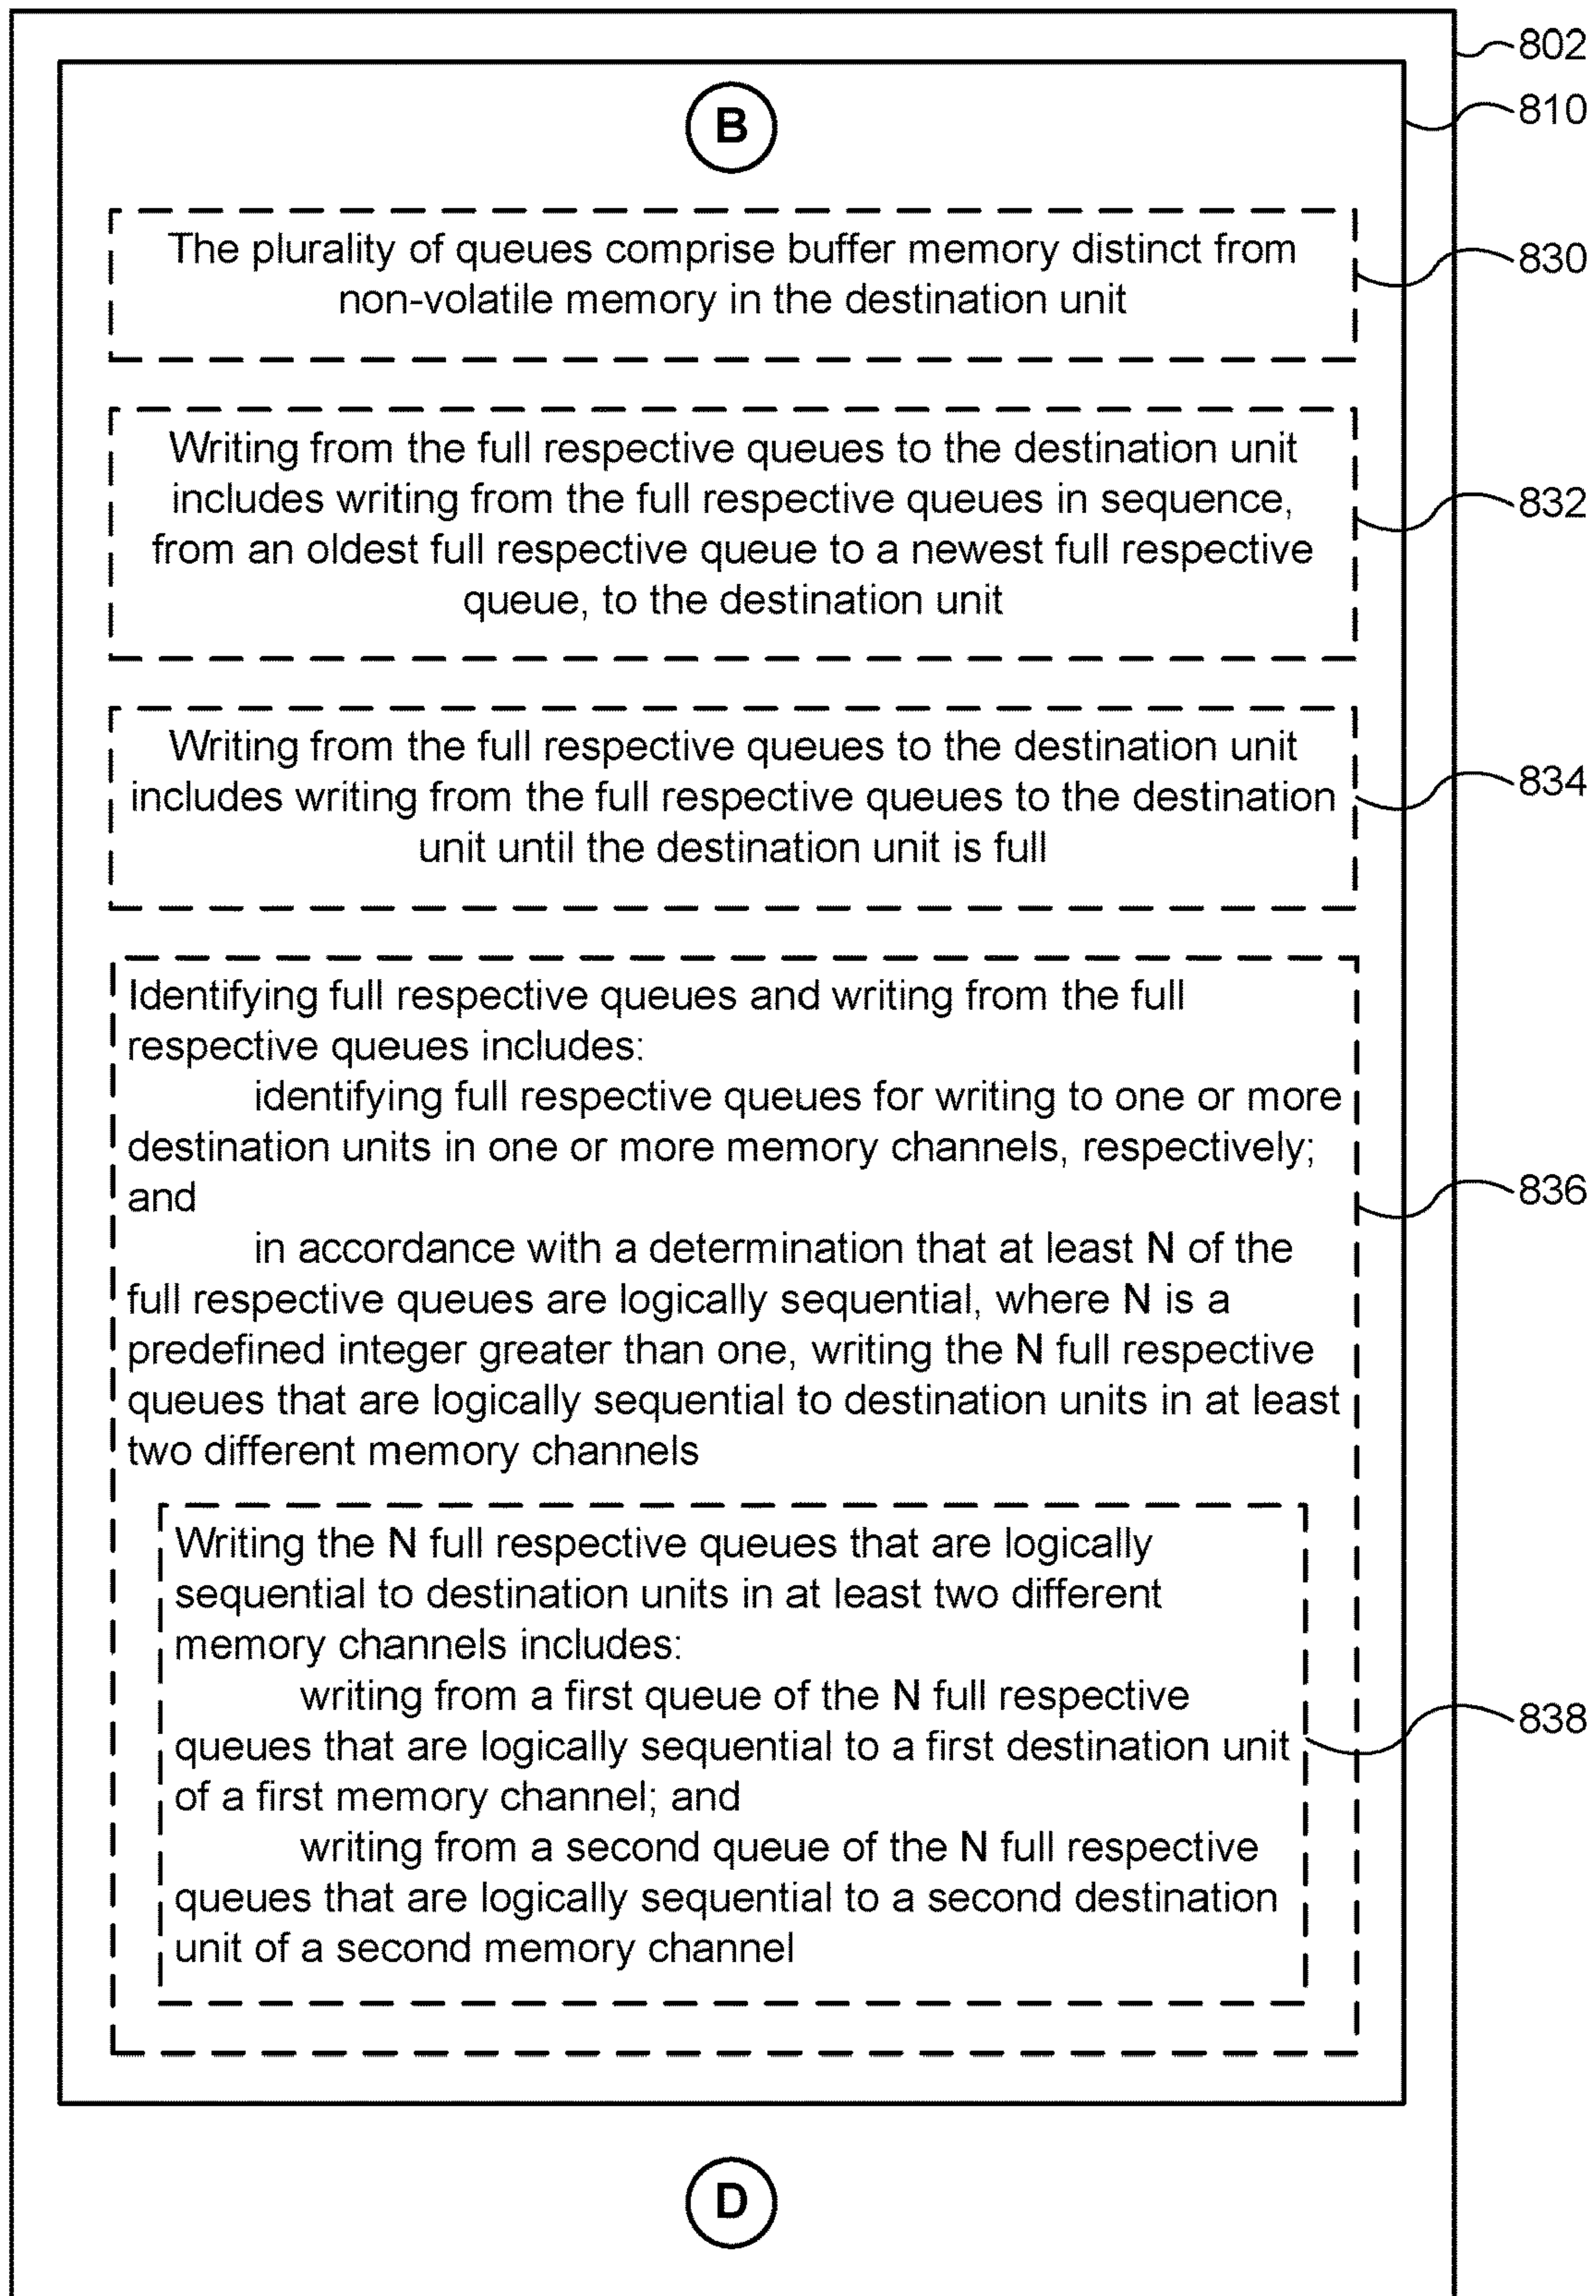 802
810
B
The plurality of queues comprise buffer memory distinct from
non-volatile memory in the destination unit
830
Writing from the full respective queues to the destination unit
includes writing from the full respective queues in sequence,
from an oldest full respective queue to a newest full respective
queue, to the destination unit
832
Writing from the full respective queues to the destination unit
includes writing from the full respective queues to the destination
unit until the destination unit is full
834
Identifying full respective queues and writing from the full
respective queues includes:
identifying full respective queues for writing to one or more
destination units in one or more memory channels, respectively;
and
in accordance with a determination that at least N of the
full respective queues are logically sequential, where N is a
predefined integer greater than one, writing the N full respective
queues that are logically sequential to destination units in at least
two different memory channels
836
Writing the N full respective queues that are logically
sequential to destination units in at least two different
memory channels includes:
writing from a first queue of the N full respective
queues that are logically sequential to a first destination unit
of a first memory channel; and
writing from a second queue of the N full respective
queues that are logically sequential to a second destination
unit of a second memory channel
838
D